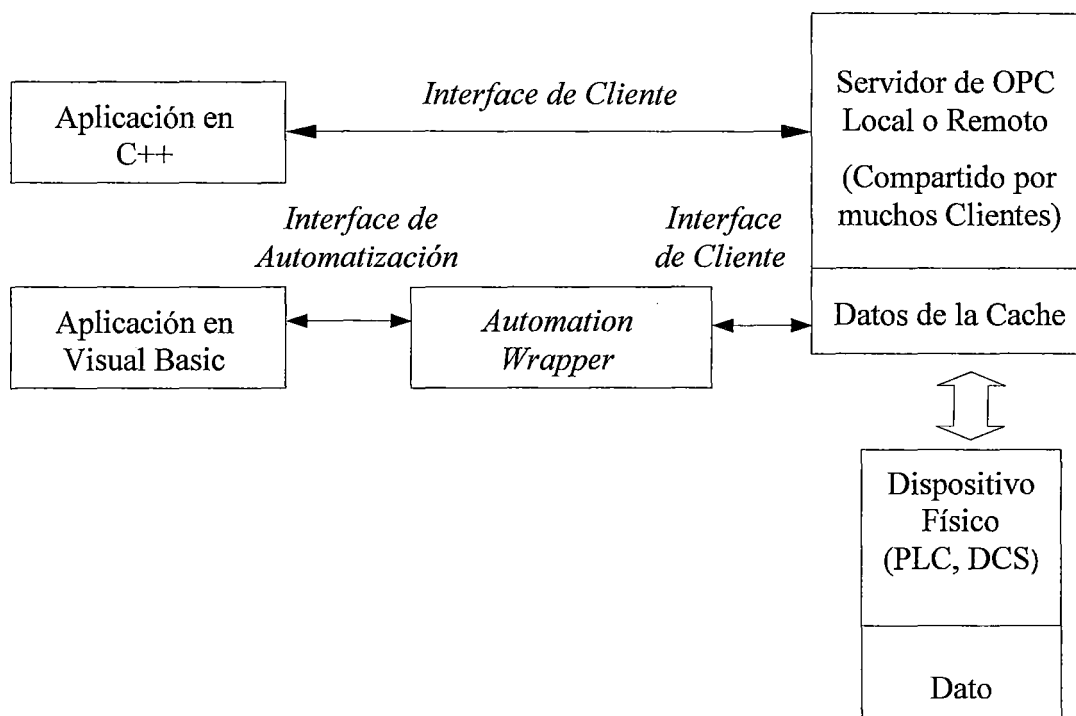 Interface de Cliente
Aplicación en
C++
Servidor de OPC
Local o Remoto
(Compartido por
muchos Clientes)
Interface de
Automatización
Interface
de Cliente
Aplicación en
Visual Basic
Automation
Wrapper
Datos de la Cache
Dispositivo
Físico
(PLC, DCS)
Dato